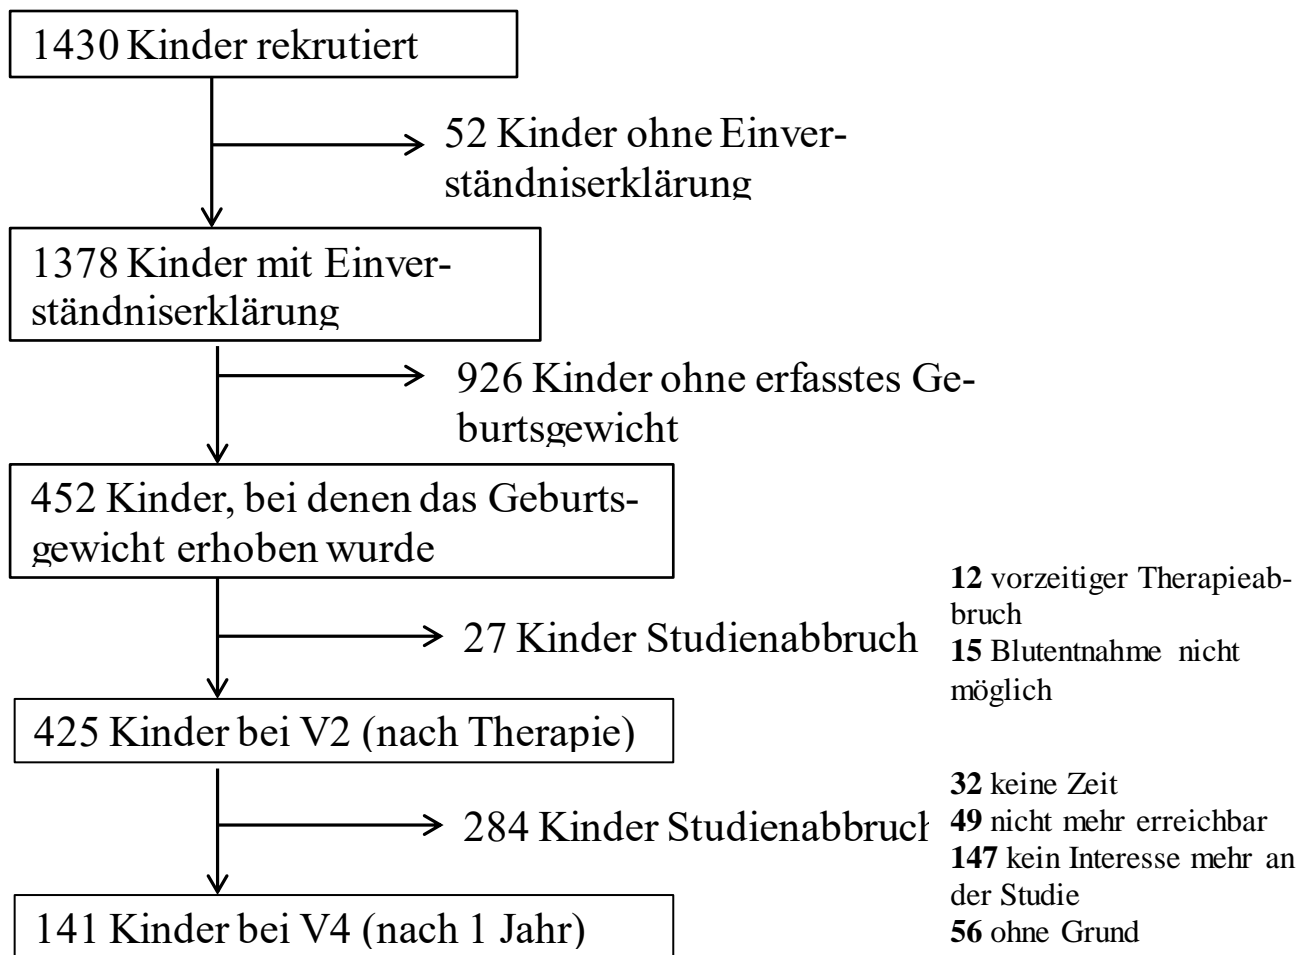 1430 Kinder rekrutiert
52 Kinder ohne Einver-
ständniserklärung
1378 Kinder mit Einver-
ständniserklärung
926 Kinder ohne erfasstes Ge-
burtsgewicht
452 Kinder, bei denen das Geburts-
gewicht erhoben wurde
27 Kinder Studienabbruch
12 vorzeitiger Therapieab-
bruch
15 Blutentnahme nicht
möglich
425 Kinder bei V2 (nach Therapie)
284 Kinder Studienabbruch
32 keine Zeit
49 nicht mehr erreichbar
147 kein Interesse mehr an
der Studie
56 ohne Grund
141 Kinder bei V4 (nach 1 Jahr)